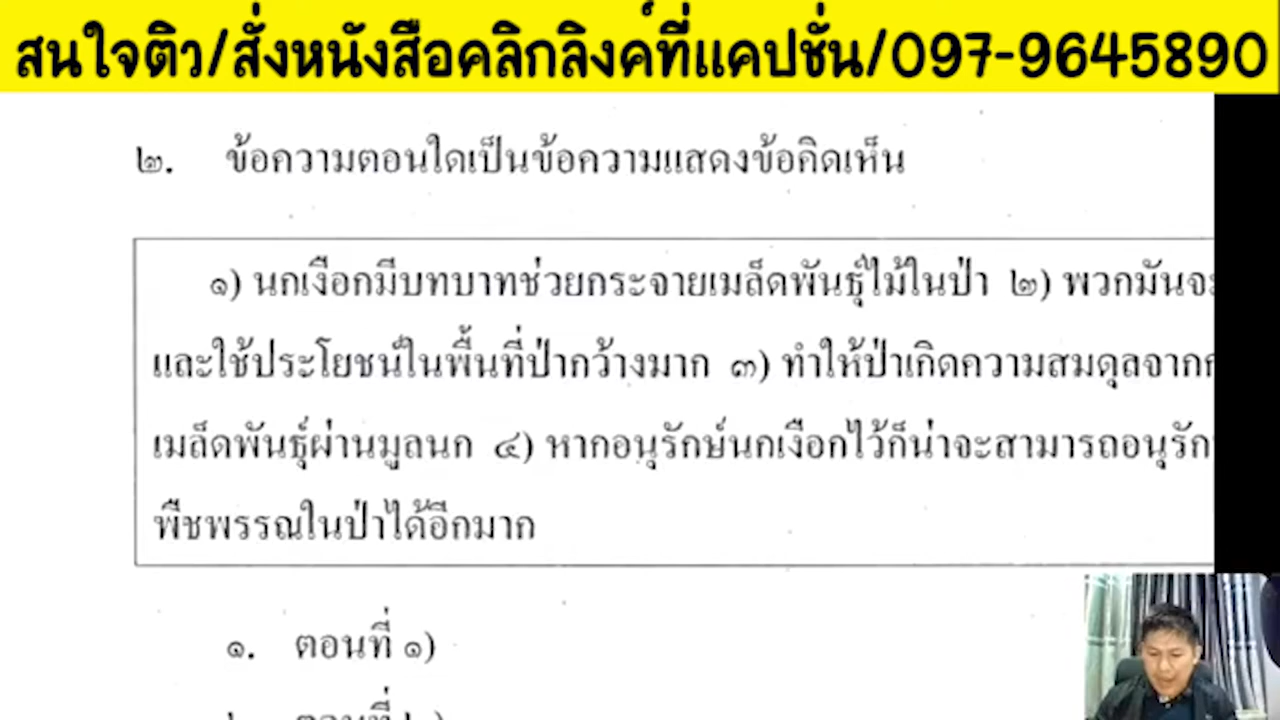 สนใจติว/สั่งหนังสือคลิกลิงค์ที่แคปชั่น/097-9645890
๒. ข้อความตอนใดเป็นข้อความแสดงข้อคิดเห็น
๑) นกเงือกมีบทบาทช่วยกระจายเมล็ดพันธุ์ไม้ในป่า ๒) พวกมันจะ
และใช้ประโยชน์ในพื้นที่ป่ากว้างมาก ๓) ทำให้ป่าเกิดความสมดุลจาก
เมล็ดพันธุ์ผ่านมูลนก ๔) หากอนุรักษ์นกเงือกไว้ก็น่าจะสามารถอนุรัก
พืชพรรณในป่าได้อีกมาก
๑. ตอนที่ ๑)